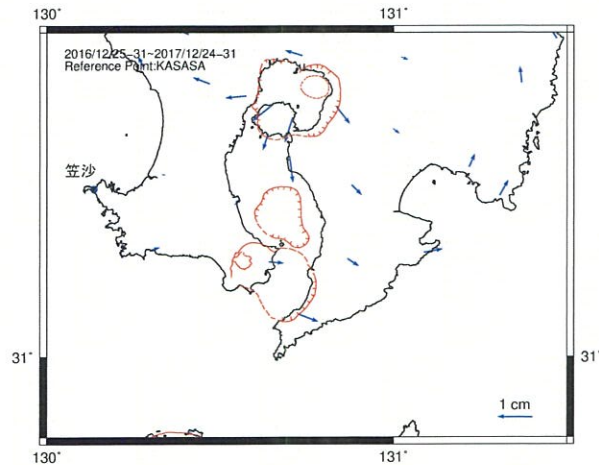 130° 131°
2016/12/25-31~2017/12/24-31
Reference Point:KASASA
笠沙
31° 31°
1 cm
130° 131°